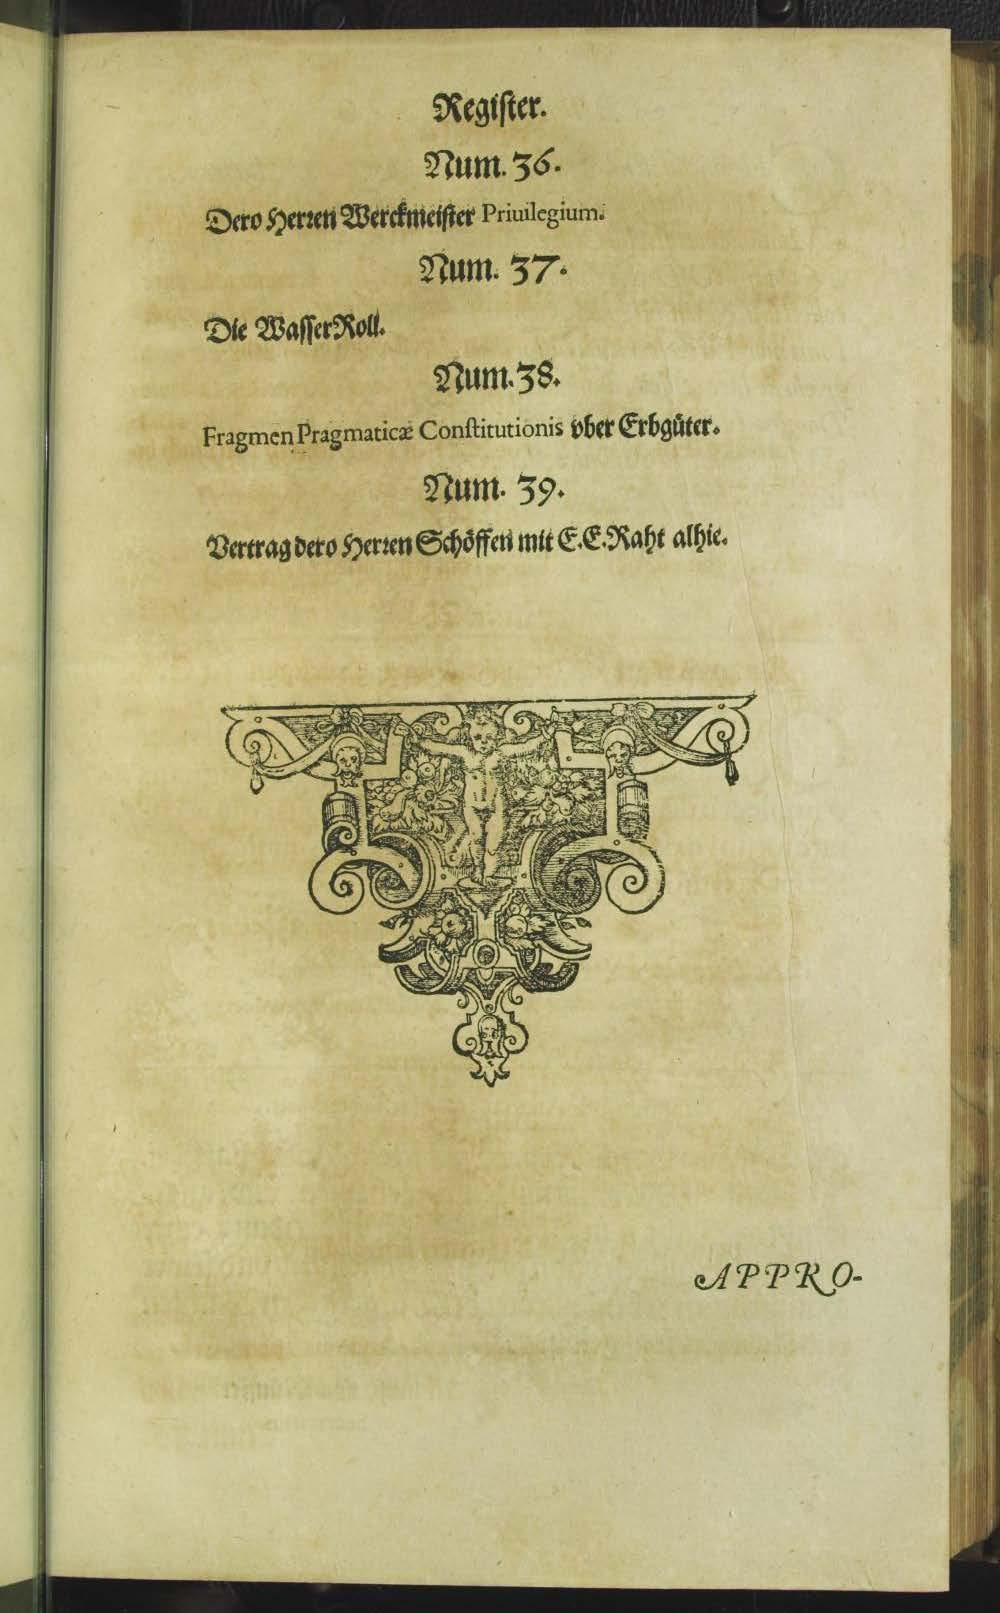 Regiſter.
Num. 36.
Dero Herꝛen Werckmeiſter Priuilegium.
Num. 37.
Die WaſſerRoll.
Num. 38.
Fragmen Pragmaticæ Conſtitutionis vber Erbgüter.
Num. 39.
Vertrag dero Herꝛen Schöffen mit E. E. Raht alhie.
APPRO-